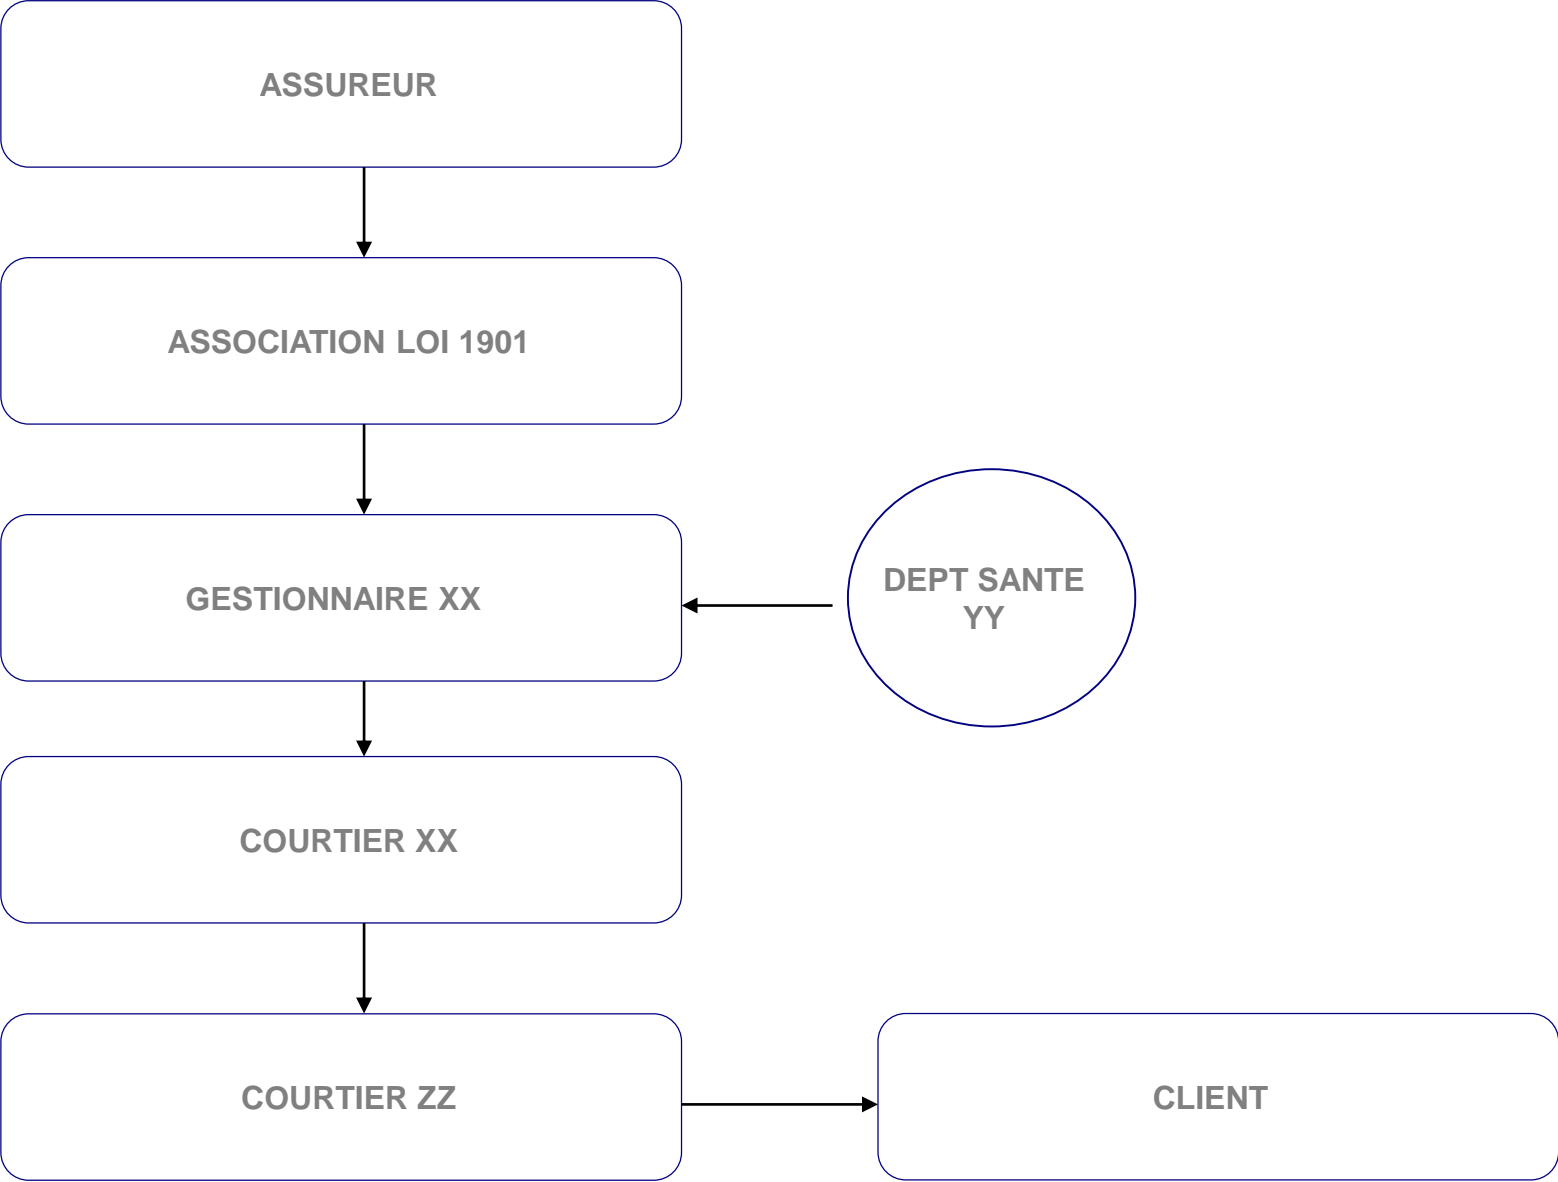 ASSUREUR
ASSOCIATION LOI 1901
GESTIONNAIRE XX
DEPT SANTE
YY
COURTIER XX
COURTIER ZZ
CLIENT